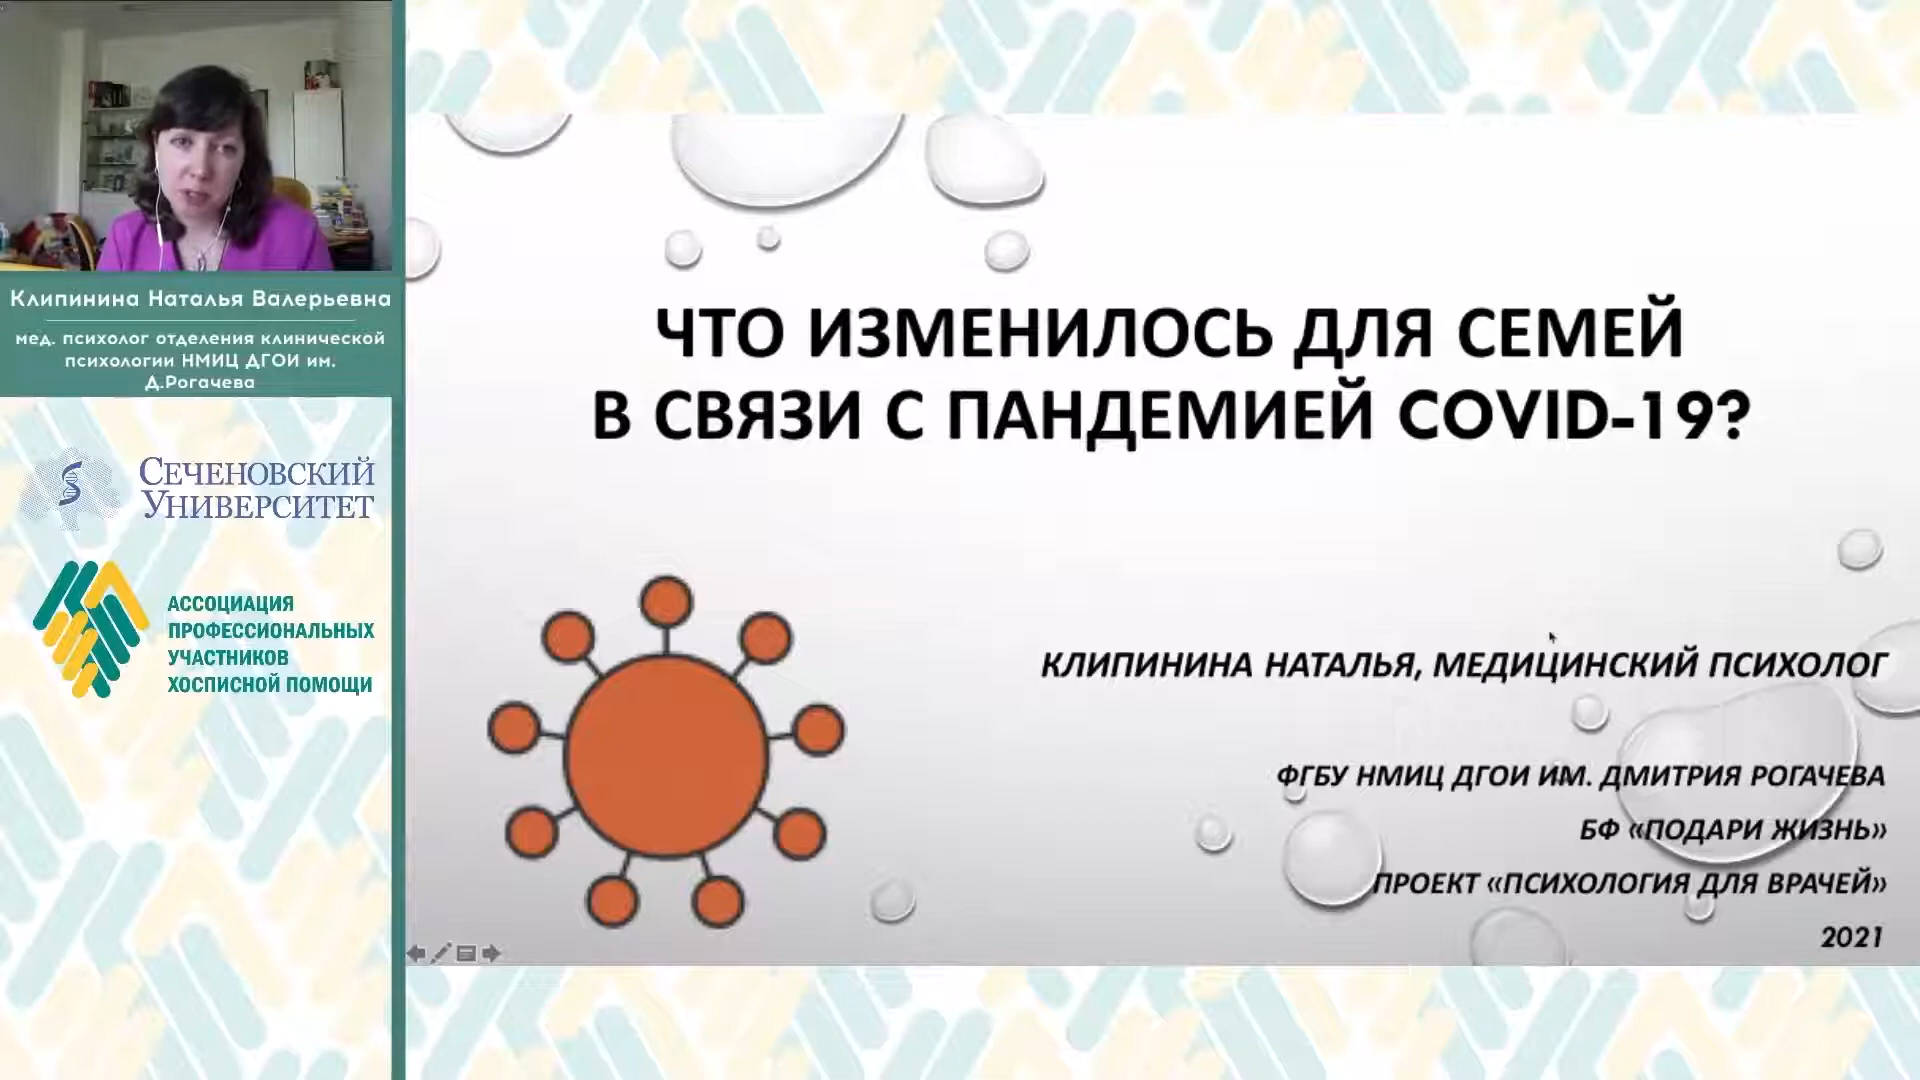 Клипинина Наталья Валерьевна
мед. психолог отделения клинической
психологии НМИЦ ДГОИ им.
Д.Рогачева
СЕЧЕНОВСКИЙ
УНИВЕРСИТЕТ
АССОЦИАЦИЯ
ПРОФЕССИОНАЛЬНЫХ
УЧАСТНИКОВ
ХОСПИСНОЙ ПОМОЩИ
ЧТО ИЗМЕНИЛОСЬ ДЛЯ СЕМЕЙ
В СВЯЗИ С ПАНДЕМИЕЙ COVID-19?
КЛИПИНИНА НАТАЛЬЯ, МЕДИЦИНСКИЙ ПСИХОЛОГ
ФГБУ НМИЦ ДГОИ ИМ. ДМИТРИЯ РОГАЧЕВА
БФ «ПОДАРИ ЖИЗНЬ»
ПРОЕКТ «ПСИХОЛОГИЯ ДЛЯ ВРАЧЕЙ»
2021